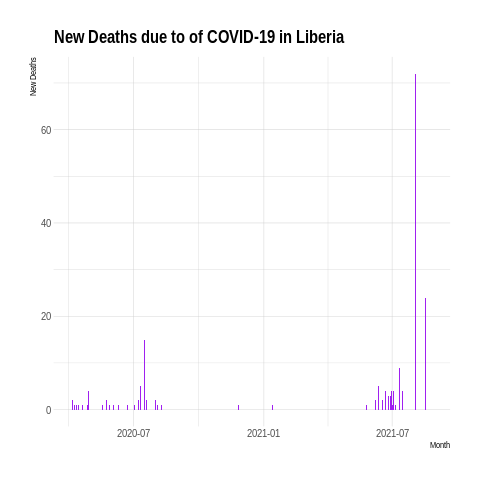 New Deaths due to of COVID-19 in Liberia
New Deaths
60
40
20
0
2020-07
2021-01
2021-07
Month